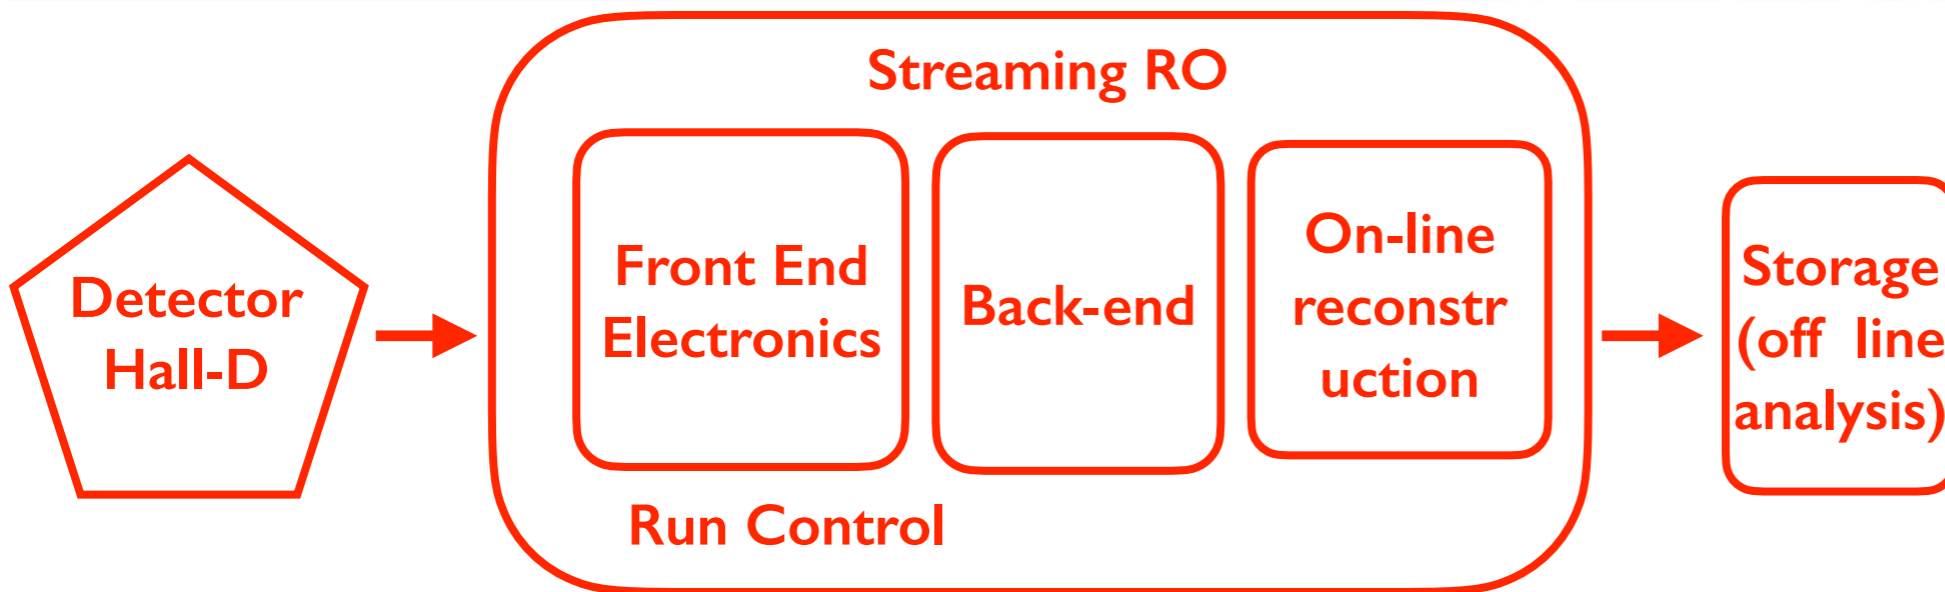 Streaming RO
Detector
Hall-D
Front End
Electronics
Back-end
On-line
reconstr
uction
Storage
(off line
analysis)
Run Control